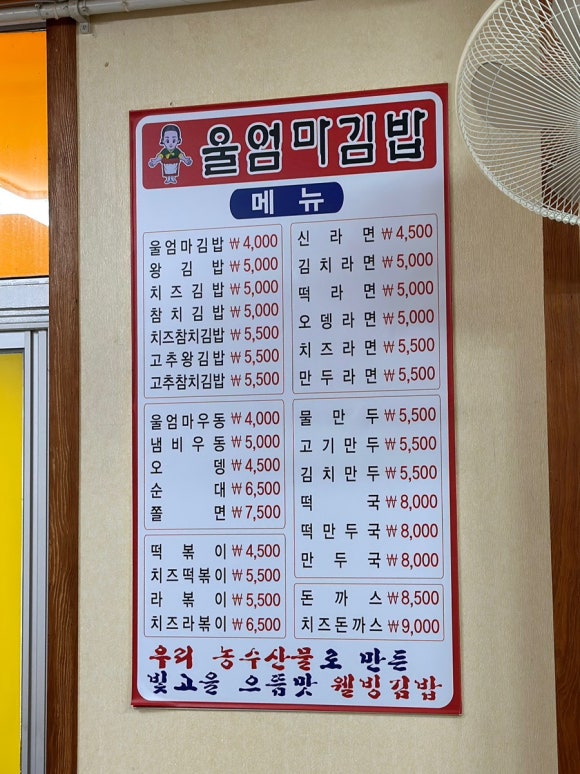 울엄마김밥
메뉴
울엄마김밥 ₩4,000
왕김밥 ₩5,000
치즈김밥 ₩5,000
참치김밥 ₩5,000
치즈참치김밥 ₩5,500
고추왕김밥 ₩5,500
고추참치김밥 ₩5,500
울엄마우동 ₩4,000
냄비우동 ₩5,000
오뎅 ₩4,500
순대 ₩6,500
쫄면 ₩7,500
떡볶이 ₩4,500
치즈떡볶이 ₩5,500
라볶이 ₩5,500
치즈라볶이 ₩6,500
신라면 ₩4,500
김치라면 ₩5,000
떡라면 ₩5,000
오뎅라면 ₩5,000
치즈라면 ₩5,500
만두라면 ₩5,500
물만두 ₩5,500
고기만두 ₩5,500
김치만두 ₩5,500
떡국 ₩8,000
떡만두국 ₩8,000
만두국 ₩8,000
돈까스 ₩8,500
치즈돈까스 ₩9,000
우리 농수산물로 만든
빛고을 으뜸맛 웰빙김밥